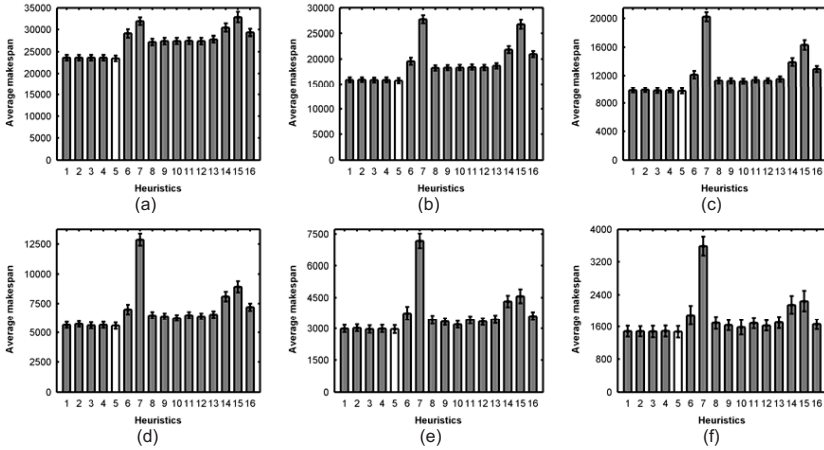 Average makespan
35000
30000
25000
20000
15000
10000
5000
0
1 2 3 4 5 6 7 8 9 10 11 12 13 14 15 16
Heuristics
(a)
Average makespan
30000
25000
20000
15000
10000
5000
0
1 2 3 4 5 6 7 8 9 10 11 12 13 14 15 16
Heuristics
(b)
Average makespan
20000
16000
12000
8000
4000
0
1 2 3 4 5 6 7 8 9 10 11 12 13 14 15 16
Heuristics
(c)
Average makespan
12500
10000
7500
5000
2500
0
1 2 3 4 5 6 7 8 9 10 11 12 13 14 15 16
Heuristics
(d)
Average makespan
7500
6000
4500
3000
1500
0
1 2 3 4 5 6 7 8 9 10 11 12 13 14 15 16
Heuristics
(e)
Average makespan
4000
3200
2400
1600
800
0
1 2 3 4 5 6 7 8 9 10 11 12 13 14 15 16
Heuristics
(f)